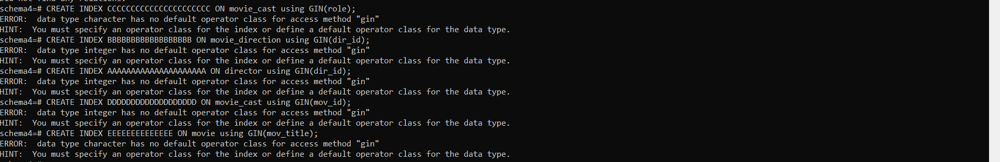 Did not find any relations.
schema4=# CREATE INDEX CCCCCCCCCCCCCCCCCCCCCC ON movie_cast using GIN(role);
ERROR:  data type character has no default operator class for access method "gin"
HINT:  You must specify an operator class for the index or define a default operator class for the data type.
schema4=# CREATE INDEX BBBBBBBBBBBBBBBBBB ON movie_direction using GIN(dir_id);
ERROR:  data type integer has no default operator class for access method "gin"
HINT:  You must specify an operator class for the index or define a default operator class for the data type.
schema4=# CREATE INDEX AAAAAAAAAAAAAAAAAAAAA ON director using GIN(dir_id);
ERROR:  data type integer has no default operator class for access method "gin"
HINT:  You must specify an operator class for the index or define a default operator class for the data type.
schema4=# CREATE INDEX DDDDDDDDDDDDDDDDDDD ON movie_cast using GIN(mov_id);
ERROR:  data type integer has no default operator class for access method "gin"
HINT:  You must specify an operator class for the index or define a default operator class for the data type.
schema4=# CREATE INDEX EEEEEEEEEEEEEE ON movie using GIN(mov_title);
ERROR:  data type character has no default operator class for access method "gin"
HINT:  You must specify an operator class for the index or define a default operator class for the data type.